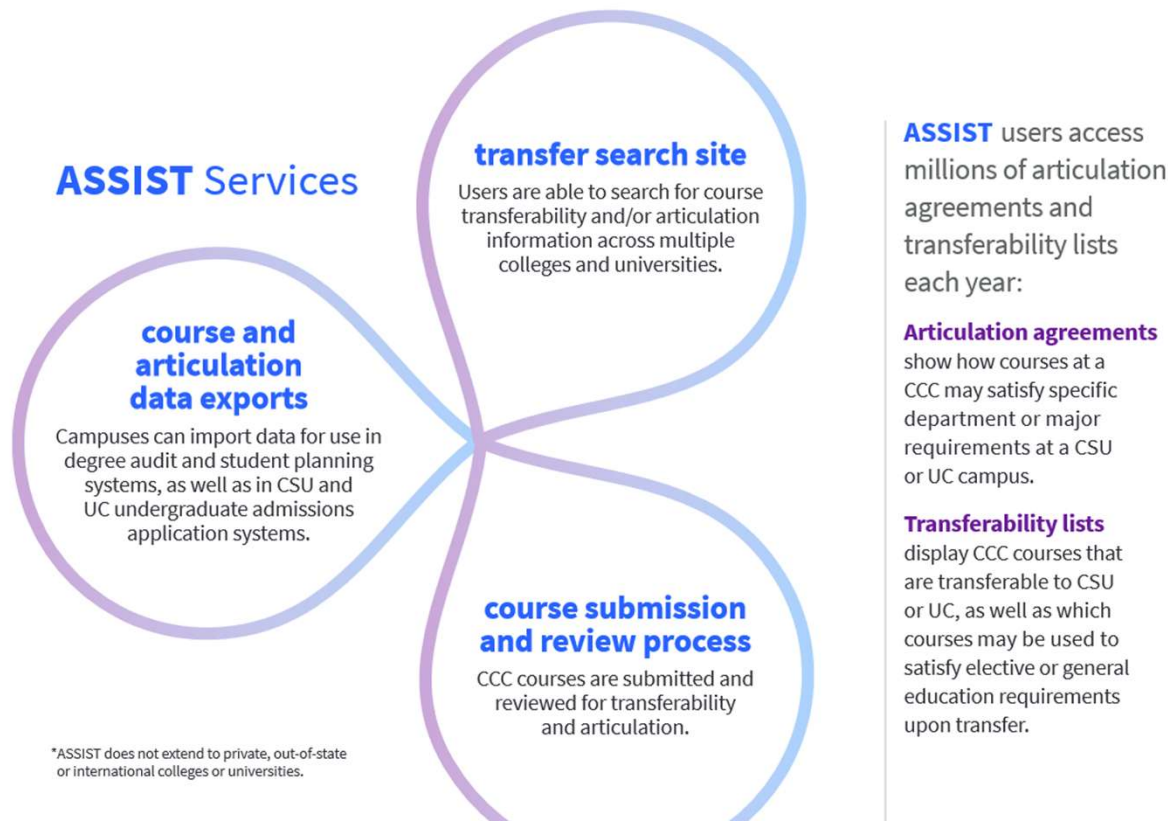 ASSIST Services
transfer search site
Users are able to search for course
transferability and/or articulation
information across multiple
colleges and universities.
course and
articulation
data exports
Campuses can import data for use in
degree audit and student planning
systems, as well as in CSU and
UC undergraduate admissions
application systems.
course submission
and review process
CCC courses are submitted and
reviewed for transferability
and articulation.
*ASSIST does not extend to private, out-of-state
or international colleges or universities.
ASSIST users access
millions of articulation
agreements and
transferability lists
each year:
Articulation agreements
show how courses at a
CCC may satisfy specific
department or major
requirements at a CSU
or UC campus.
Transferability lists
display CCC courses that
are transferable to CSU
or UC, as well as which
courses may be used to
satisfy elective or general
education requirements
upon transfer.